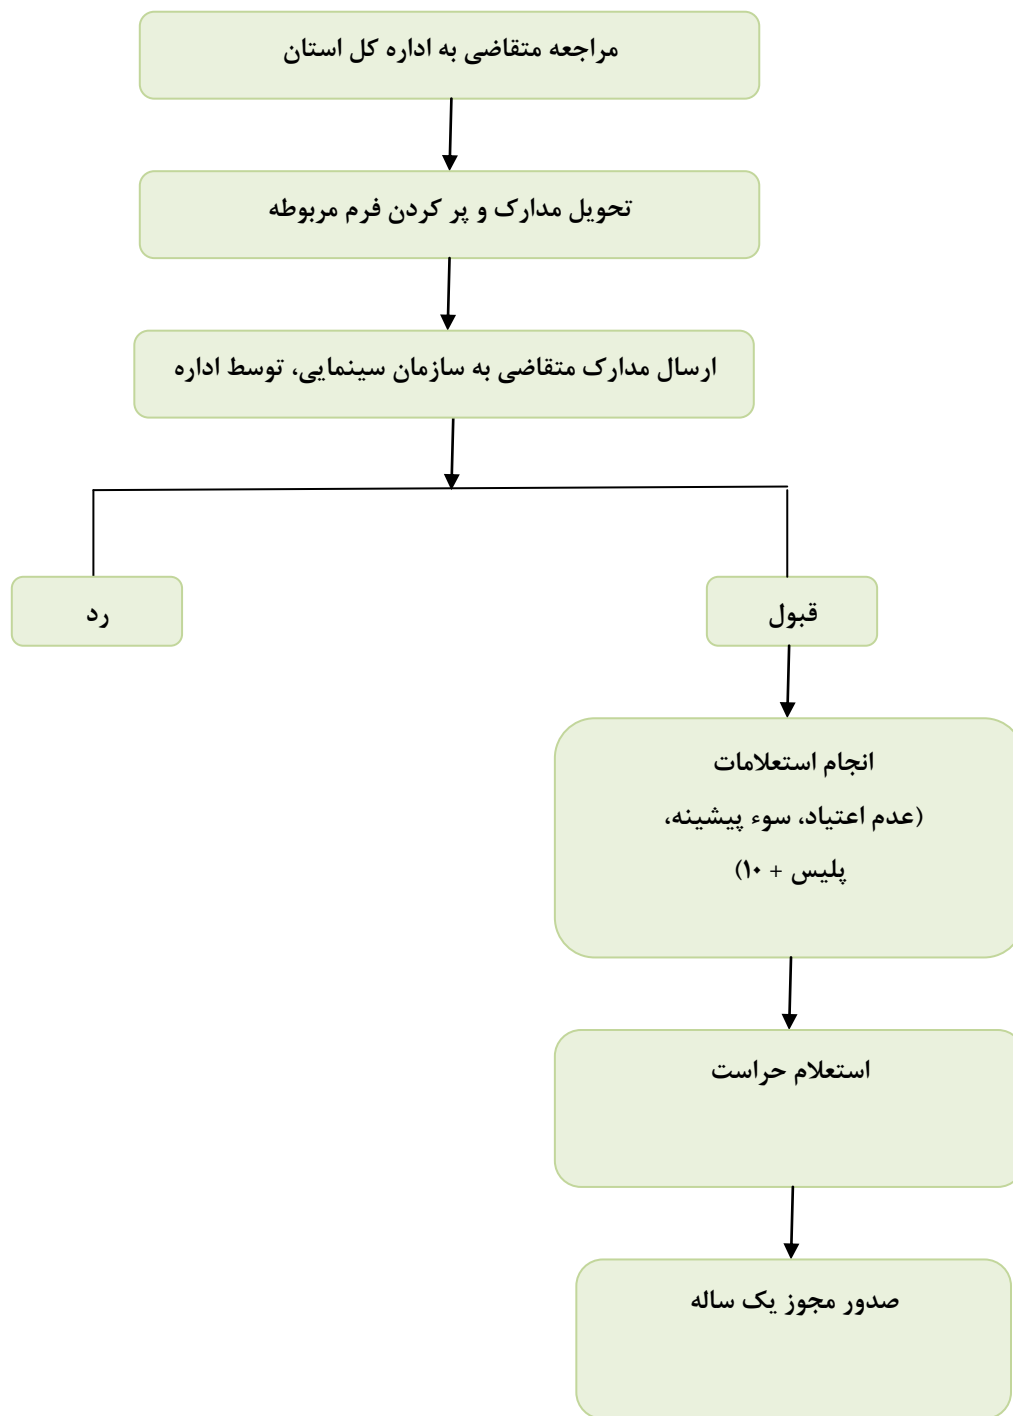 مراجعه متقاضی به اداره کل استان
تحویل مدارک و پر کردن فرم مربوطه
ارسال مدارک متقاضی به سازمان سینمایی، توسط اداره
قبول
رد
انجام استعلامات
(عدم اعتیاد، سوء پیشینه،
پلیس + ۱۰)
استعلام حراست
صدور مجوز یک ساله